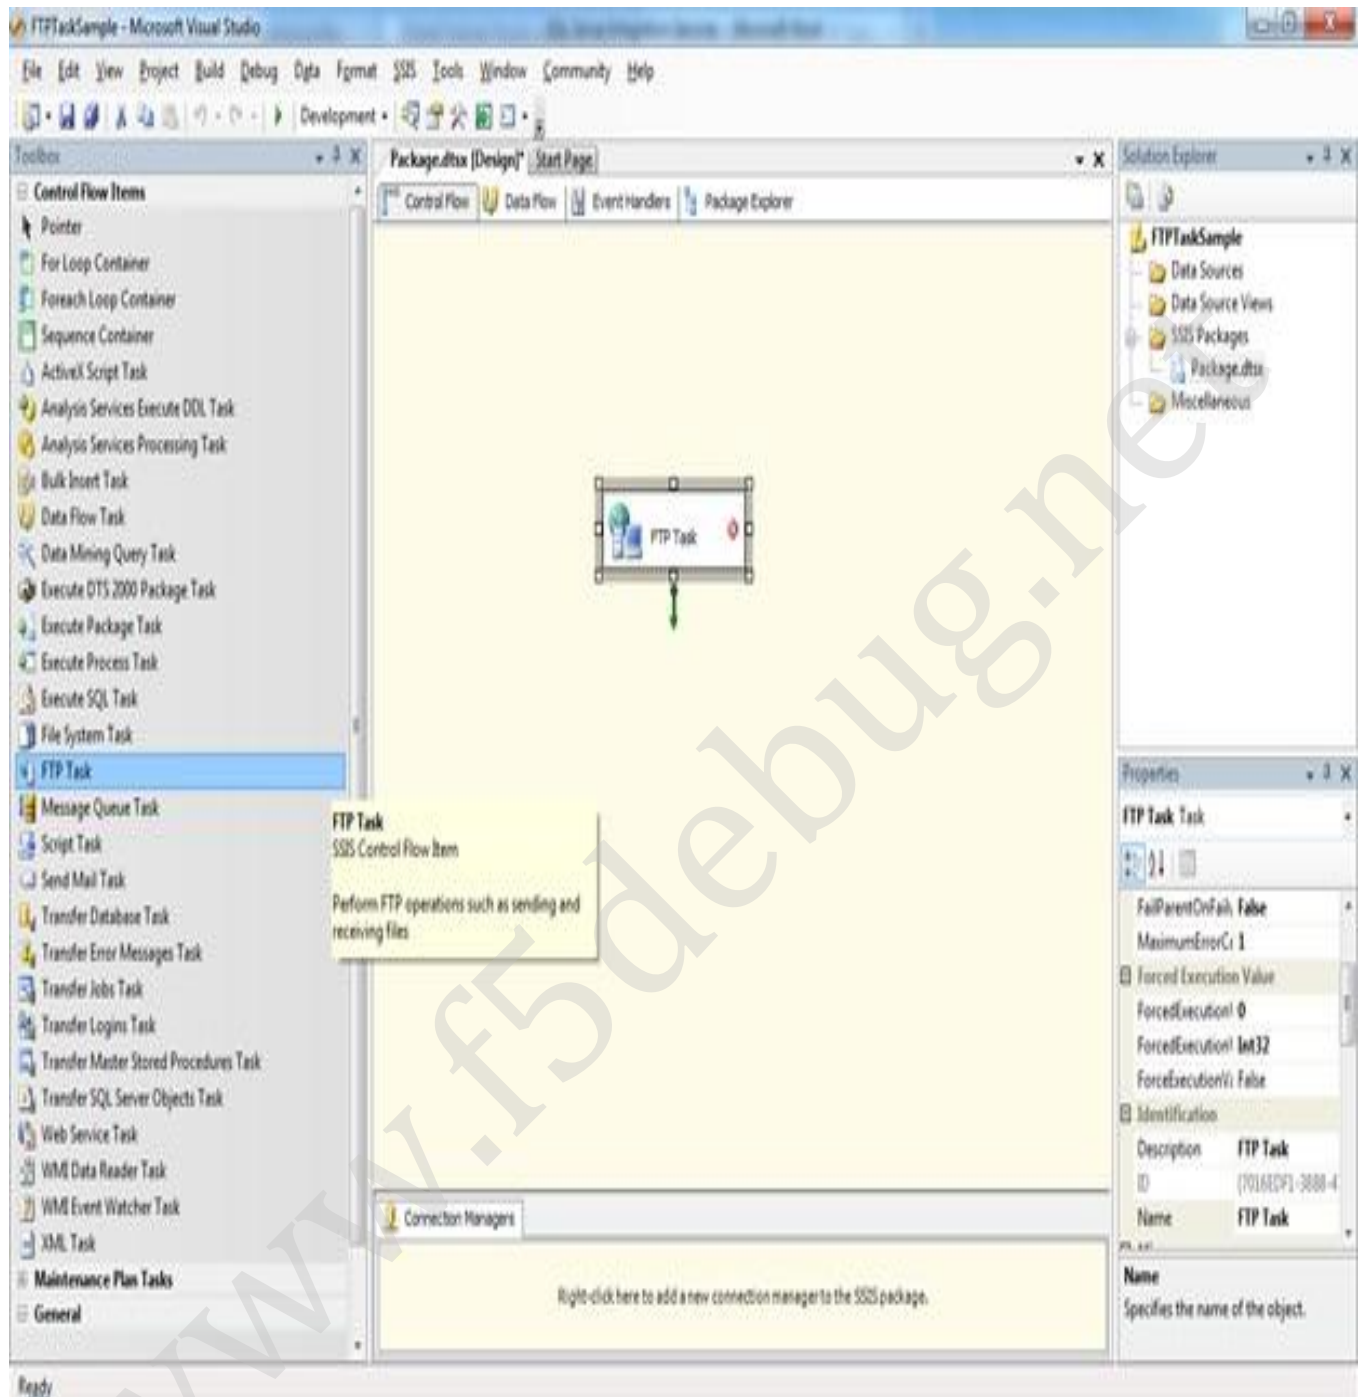 FTPTaskSample - Microsoft Visual Studio
File Edit View Project Build Debug Data Format SSIS Tools Window Community Help
Development
Toolbox
Control Flow Items
Pointer
For Loop Container
Foreach Loop Container
Sequence Container
ActiveX Script Task
Analysis Services Execute DDL Task
Analysis Services Processing Task
Bulk Insert Task
Data Flow Task
Data Mining Query Task
Execute DTS 2000 Package Task
Execute Package Task
Execute Process Task
Execute SQL Task
File System Task
FTP Task
Message Queue Task
Script Task
Send Mail Task
Transfer Database Task
Transfer Error Messages Task
Transfer Jobs Task
Transfer Logins Task
Transfer Master Stored Procedures Task
Transfer SQL Server Objects Task
Web Service Task
WMI Data Reader Task
WMI Event Watcher Task
XML Task
Maintenance Plan Tasks
General
Ready
Package.dtsx [Design]* Start Page
Control Flow Data Flow Event Handlers Package Explorer
FTP Task
FTP Task
SSIS Control Flow Item
Perform FTP operations such as sending and
receiving files
Connection Managers
Right-click here to add a new connection manager to the SSIS package.
Solution Explorer
FTPTaskSample
Data Sources
Data Source Views
SSIS Packages
Package.dtsx
Miscellaneous
Properties
FTP Task Task
FailParentOnFail False
MaximumErrorC 1
Forced Execution Value
ForcedExecution 0
ForcedExecution Int32
ForceExecutionV False
Identification
Description FTP Task
ID {7016EDF1-3888-4
Name FTP Task
Name
Specifies the name of the object.
www.f5debug.net